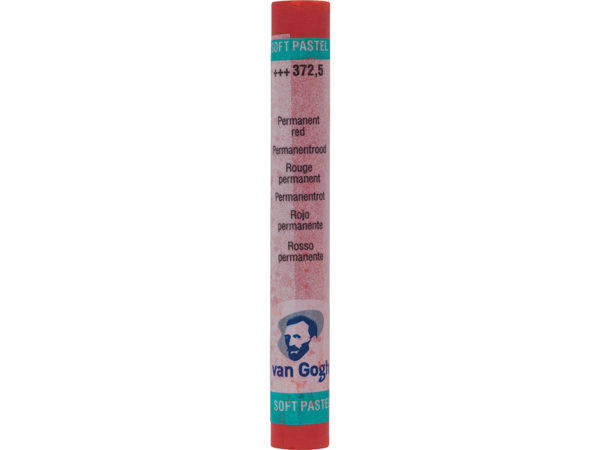 SOFT PASTEL
+++ 372,5
Permanent
red
Permanentrood
Rouge
permanent
Permanentrot
Rojo
permanente
Rosso
permanente
van Gogh
SOFT PASTEL